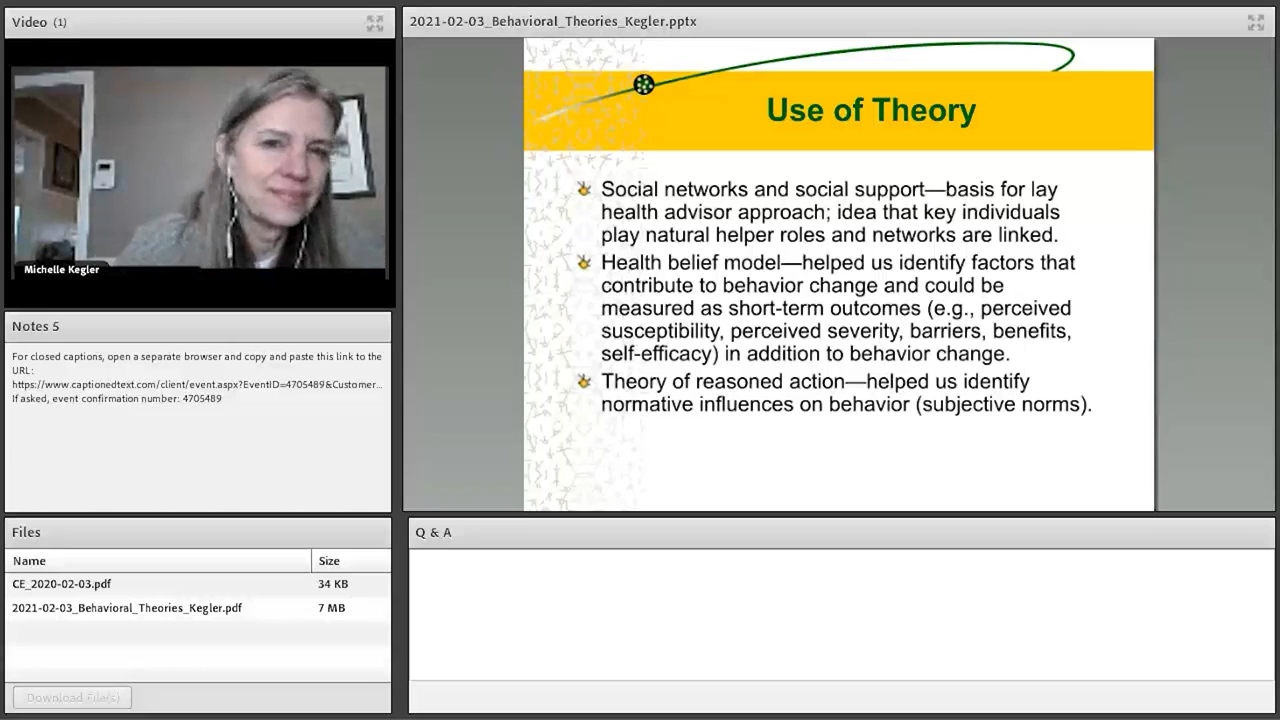 Video (1)
Michelle Kegler
Notes 5
For closed captions, open a separate browser and copy and paste this link to the
URL:
https://www.captionedtext.com/client/event.aspx?EventID=4705489&Customer...
If asked, event confirmation number: 4705489
Files
Name Size
CE_2020-02-03.pdf 34 KB
2021-02-03_Behavioral_Theories_Kegler.pdf 7 MB
Download File(s)
2021-02-03_Behavioral_Theories_Kegler.pptx
Use of Theory
Social networks and social support—basis for lay
health advisor approach; idea that key individuals
play natural helper roles and networks are linked.
Health belief model—helped us identify factors that
contribute to behavior change and could be
measured as short-term outcomes (e.g., perceived
susceptibility, perceived severity, barriers, benefits,
self-efficacy) in addition to behavior change.
Theory of reasoned action—helped us identify
normative influences on behavior (subjective norms).
Q & A